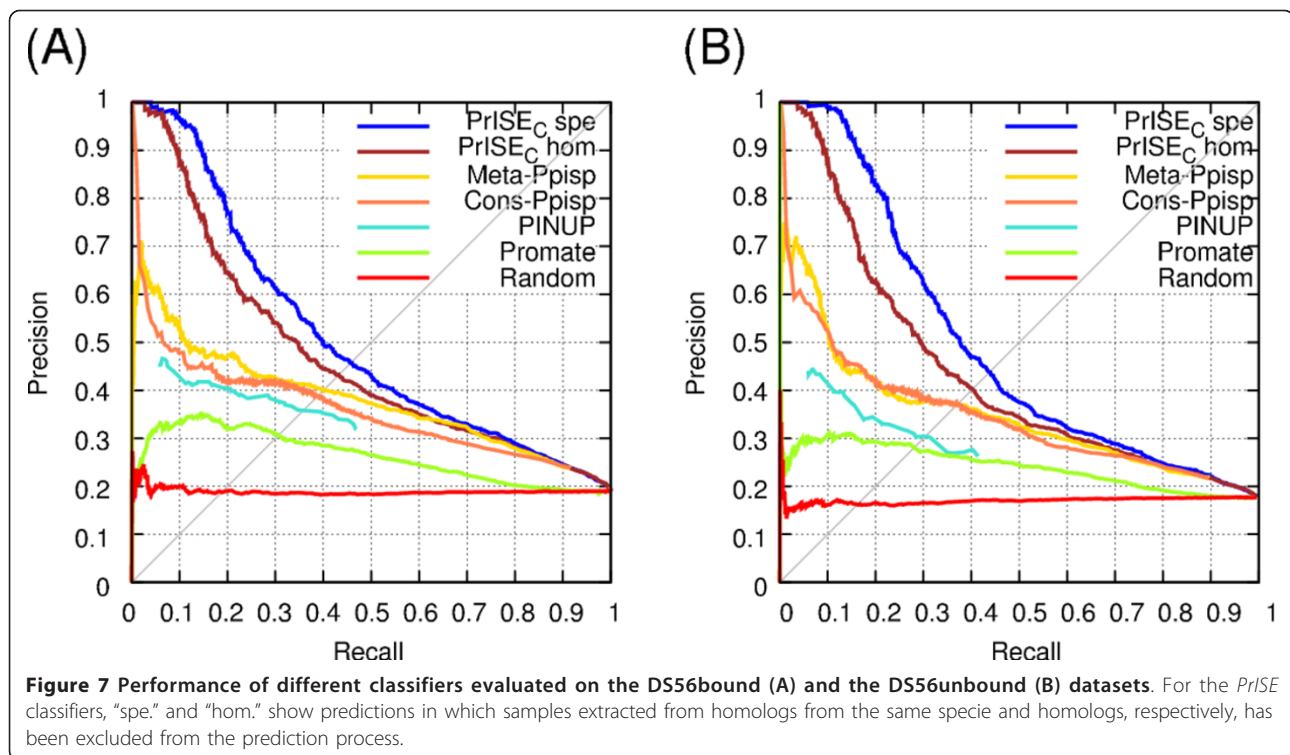 (A)
1
0.9
0.8
0.7
0.6
0.5
0.4
0.3
0.2
0.1
0
Precision
PrISE_C spe
PrISE_C hom
Meta-Ppisp
Cons-Ppisp
PINUP
Promate
Random
0 0.1 0.2 0.3 0.4 0.5 0.6 0.7 0.8 0.9 1
Recall
(B)
1
0.9
0.8
0.7
0.6
0.5
0.4
0.3
0.2
0.1
0
Precision
PrISE_C spe
PrISE_C hom
Meta-Ppisp
Cons-Ppisp
PINUP
Promate
Random
0 0.1 0.2 0.3 0.4 0.5 0.6 0.7 0.8 0.9 1
Recall
Figure 7 Performance of different classifiers evaluated on the DS56bound (A) and the DS56unbound (B) datasets. For the PrISE
classifiers, “spe.” and “hom.” show predictions in which samples extracted from homologs from the same specie and homologs, respectively, has
been excluded from the prediction process.